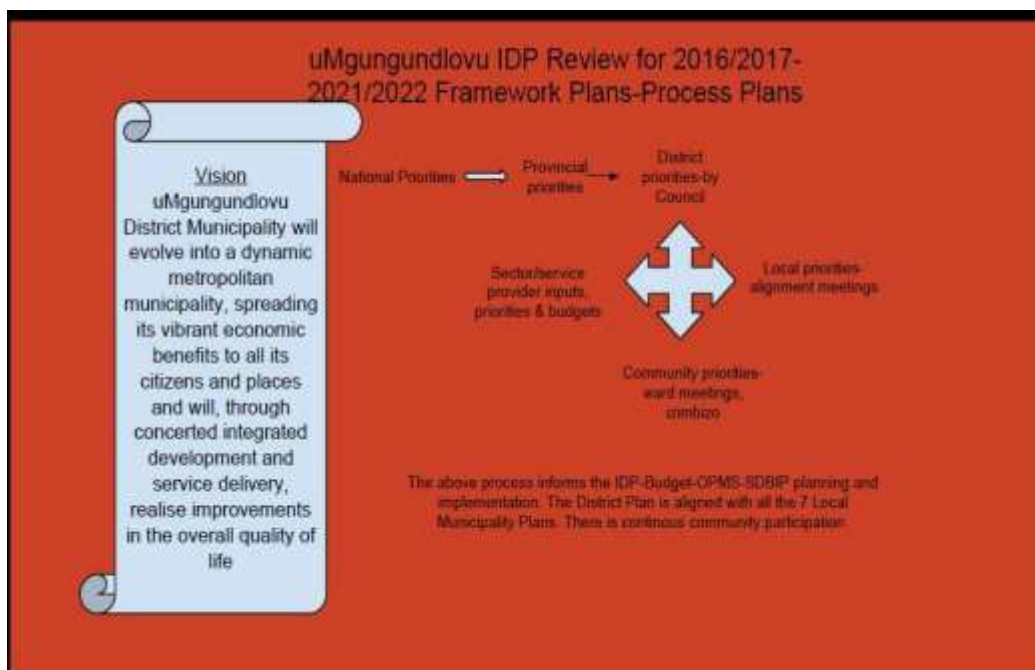 uMgungundlovu IDP Review for 2016/2017-
2021/2022 Framework Plans-Process Plans
Vision
uMgungundlovu
District Municipality will
evolve into a dynamic
metropolitan
municipality, spreading
its vibrant economic
benefits to all its
citizens and places
and will, through
concerted integrated
development and
service delivery,
realise improvements
in the overall quality of
life
National Priorities
Provincial
priorities
District
priorities-by
Council
Sector/service
provider inputs,
priorities & budgets
Local priorities-
alignment meetings
Community priorities-
ward meetings,
izimbizo
The above process informs the IDP-Budget-OPMS-SDBIP planning and
implementation. The District Plan is aligned with all the 7 Local
Municipality Plans. There is continous community participation